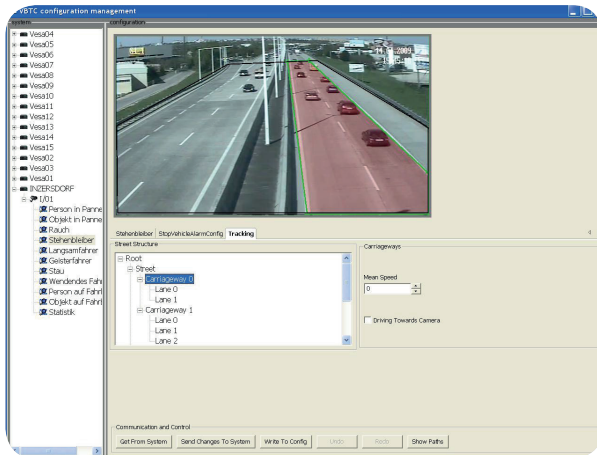 VBTC configuration management
system
configuration
Vesa04
Vesa05
Vesa06
Vesa07
Vesa08
Vesa09
Vesa10
Vesa11
Vesa12
Vesa13
Vesa14
Vesa15
Vesa02
Vesa03
Vesa01
INZERSDORF
I/01
Person in Panne
Objekt in Panne
Rauch
Stehenbleiber
Langsamfahrer
Geisterfahrer
Stau
Wendendes Fahr
Person auf Fahrl
Objekt auf Fahrl
Statistik
Stehenbleiber StopVehicleAlarmConfig Tracking
Street Structure
Root
Street
Carriageway 0
Lane 0
Lane 1
Carriageway 1
Lane 0
Lane 1
Lane 2
Carriageways
Mean Speed
0
Driving Towards Camera
Communication and Control
Get From System Send Changes To System Write To Config Undo Redo Show Paths